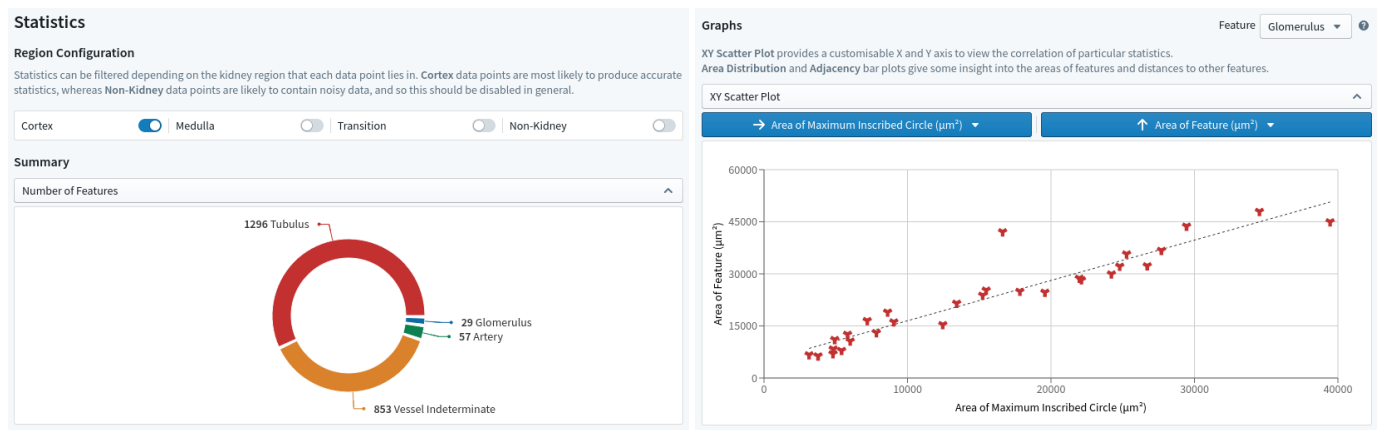 Statistics
Region Configuration
Statistics can be filtered depending on the kidney region that each data point lies in. Cortex data points are most likely to produce accurate
statistics, whereas Non-Kidney data points are likely to contain noisy data, and so this should be disabled in general.
Cortex Medulla Transition Non-Kidney
Summary
Number of Features
1296 Tubulus
29 Glomerulus
57 Artery
853 Vessel Indeterminate
Graphs
Feature Glomerulus ?
XY Scatter Plot provides a customisable X and Y axis to view the correlation of particular statistics.
Area Distribution and Adjacency bar plots give some insight into the areas of features and distances to other features.
XY Scatter Plot
→ Area of Maximum Inscribed Circle (μm²) ↑ Area of Feature (μm²)
Area of Feature (μm²)
60000
45000
30000
15000
0
0 10000 20000 30000 40000
Area of Maximum Inscribed Circle (μm²)